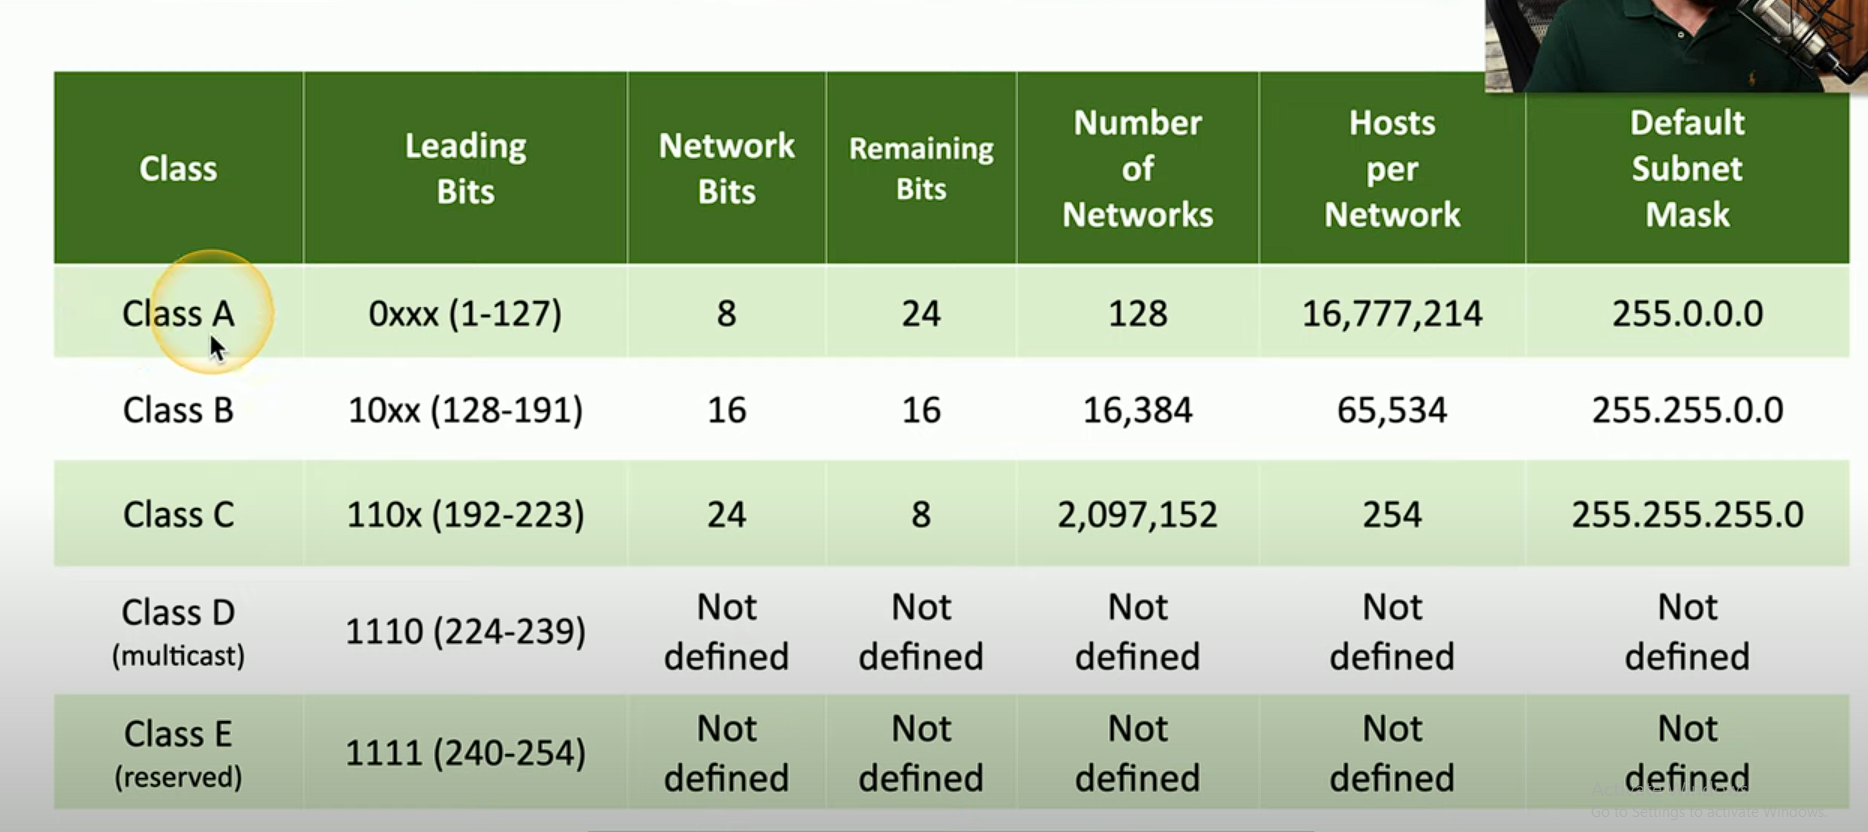 Class
Leading
Bits
Network
Bits
Remaining
Bits
Number
of
Networks
Hosts
per
Network
Default
Subnet
Mask
Class A
0xxx (1-127)
8
24
128
16,777,214
255.0.0.0
Class B
10xx (128-191)
16
16
16,384
65,534
255.255.0.0
Class C
110x (192-223)
24
8
2,097,152
254
255.255.255.0
Class D
(multicast)
1110 (224-239)
Not
defined
Not
defined
Not
defined
Not
defined
Not
defined
Class E
(reserved)
1111 (240-254)
Not
defined
Not
defined
Not
defined
Not
defined
Not
defined
Activate Windows
Go to Settings to activate Windows.